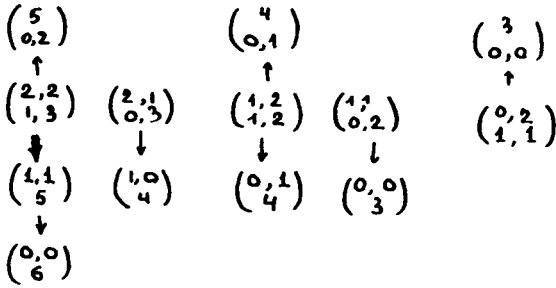 (5 / 0,2) (4 / 0,1) (3 / 0,0)
↑ ↑ ↑
(2,2 / 1,3) (2,1 / 0,3) (1,2 / 1,2) (1,1 / 0,2) (0,2 / 1,1)
↓ ↓ ↓ ↓
(1,1 / 5) (1,0 / 4) (0,1 / 4) (0,0 / 3)
↓
(0,0 / 6)